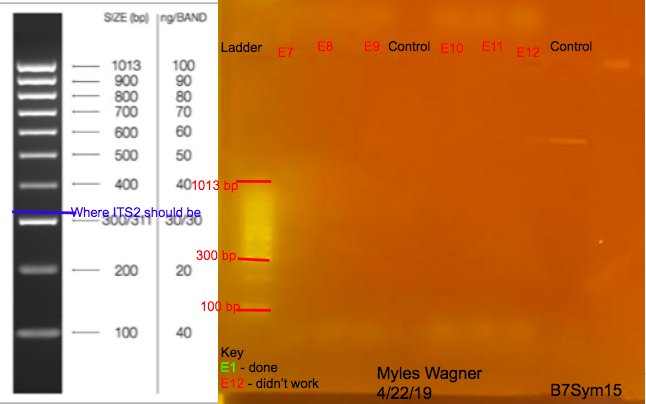 SIZE (bp) ng/BAND
1013 100
900 90
800 80
700 70
600 60
500 50
400 40
Where ITS2 should be
300/311 30/30
200 20
100 40
Ladder E7 E8 E9 Control E10 E11 E12 Control
1013 bp
300 bp
100 bp
Key
E1 - done
E12 - didn't work
Myles Wagner
4/22/19
B7Sym15